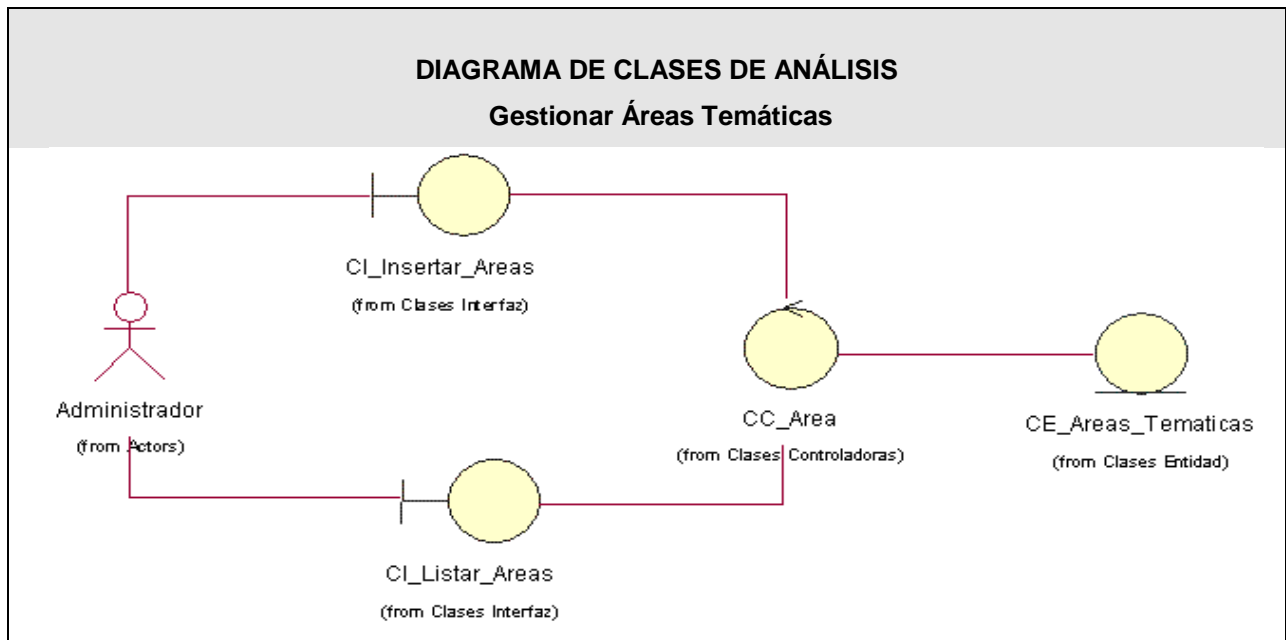 DIAGRAMA DE CLASES DE ANÁLISIS
Gestionar Áreas Temáticas
CI_Insertar_Areas
(from Clases Interfaz)
Administrador
(from Actors)
CC_Area
(from Clases Controladoras)
CE_Areas_Tematicas
(from Clases Entidad)
CI_Listar_Areas
(from Clases Interfaz)